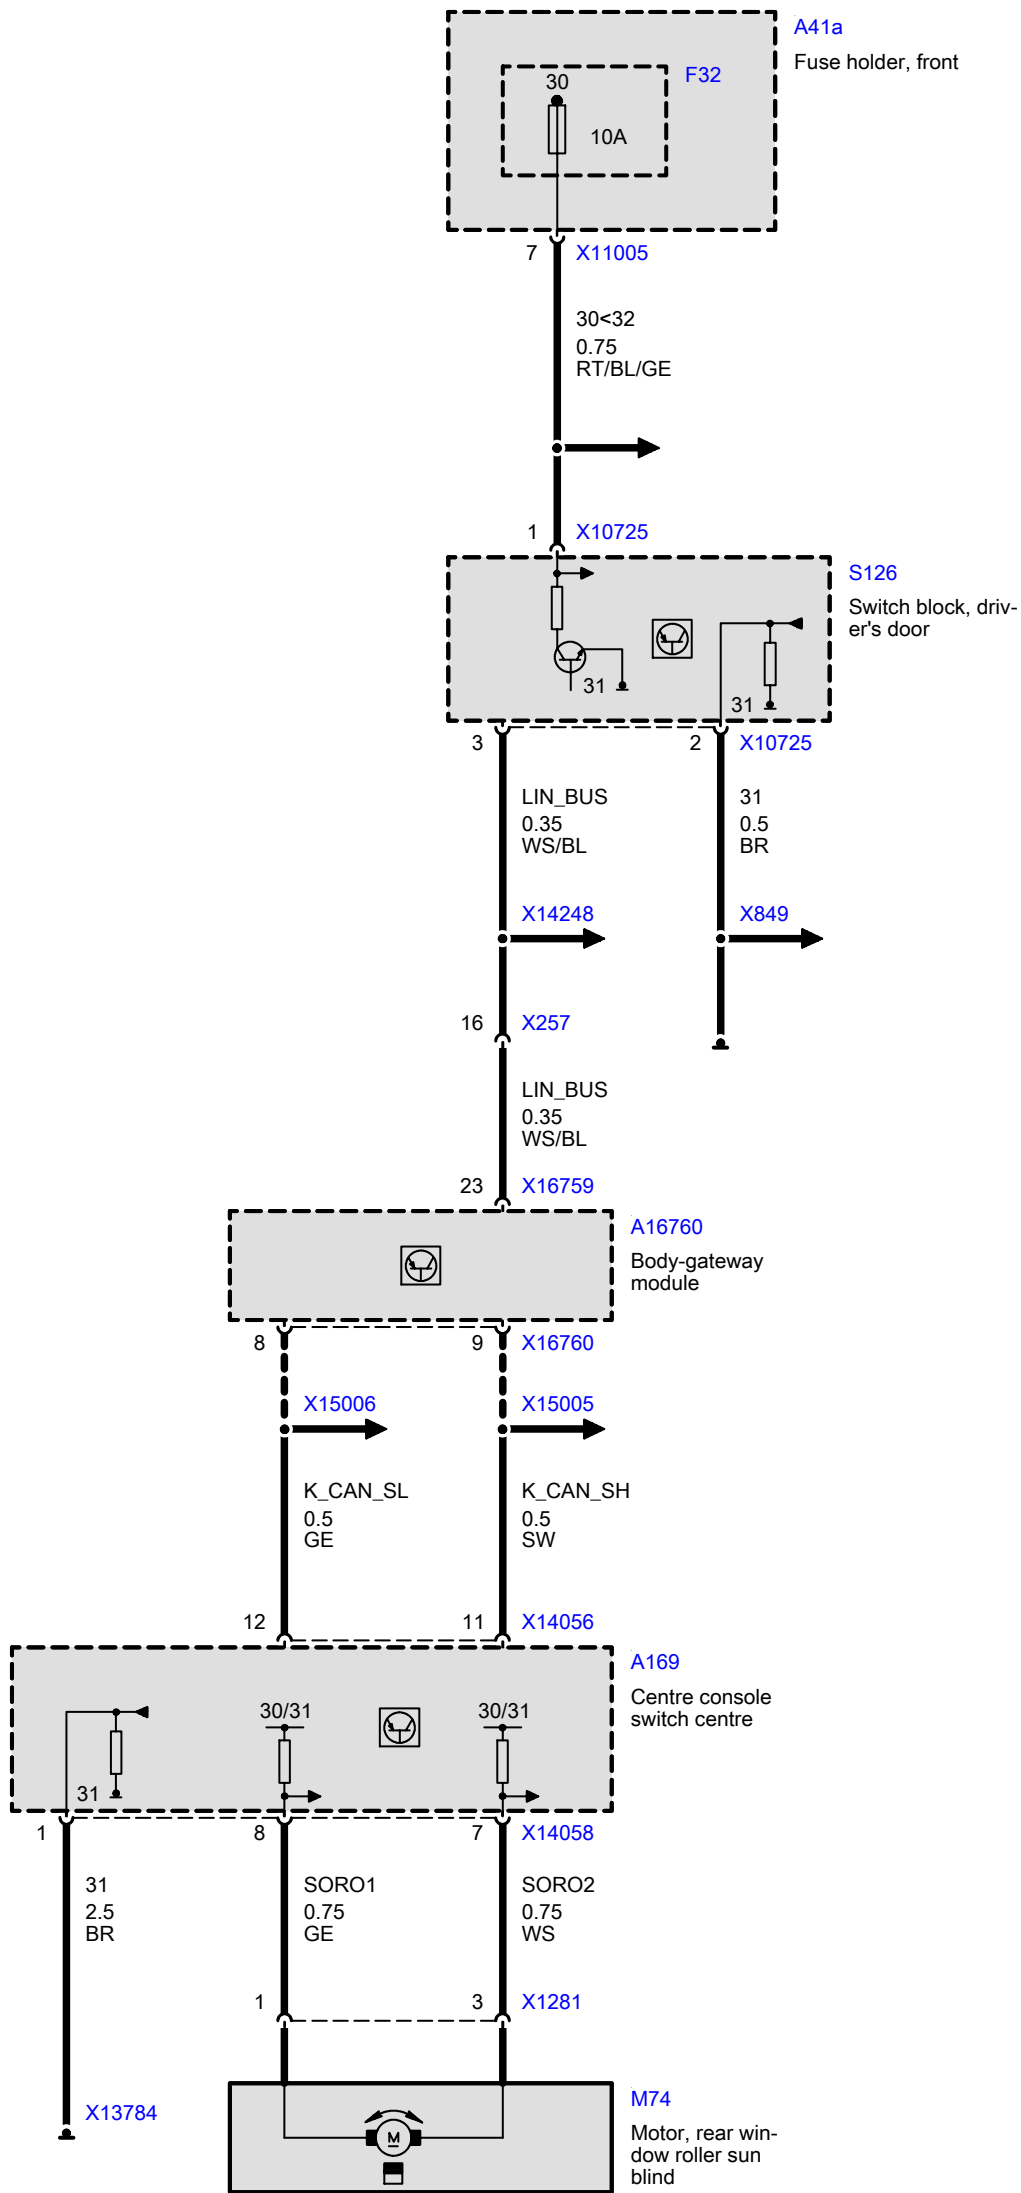 A41a
Fuse holder, front
F32
30
10A
7 X11005
30<32
0.75
RT/BL/GE
1 X10725
S126
Switch block, driv-
er's door
31
31
3
2 X10725
LIN_BUS
0.35
WS/BL
31
0.5
BR
X14248
X849
16 X257
LIN_BUS
0.35
WS/BL
23 X16759
A16760
Body-gateway
module
8
9 X16760
X15006
X15005
K_CAN_SL
0.5
GE
K_CAN_SH
0.5
SW
12
11 X14056
A169
Centre console
switch centre
30/31
30/31
31
1
8
7 X14058
31
2.5
BR
SORO1
0.75
GE
SORO2
0.75
WS
1
3 X1281
X13784
M74
Motor, rear win-
dow roller sun
blind
M